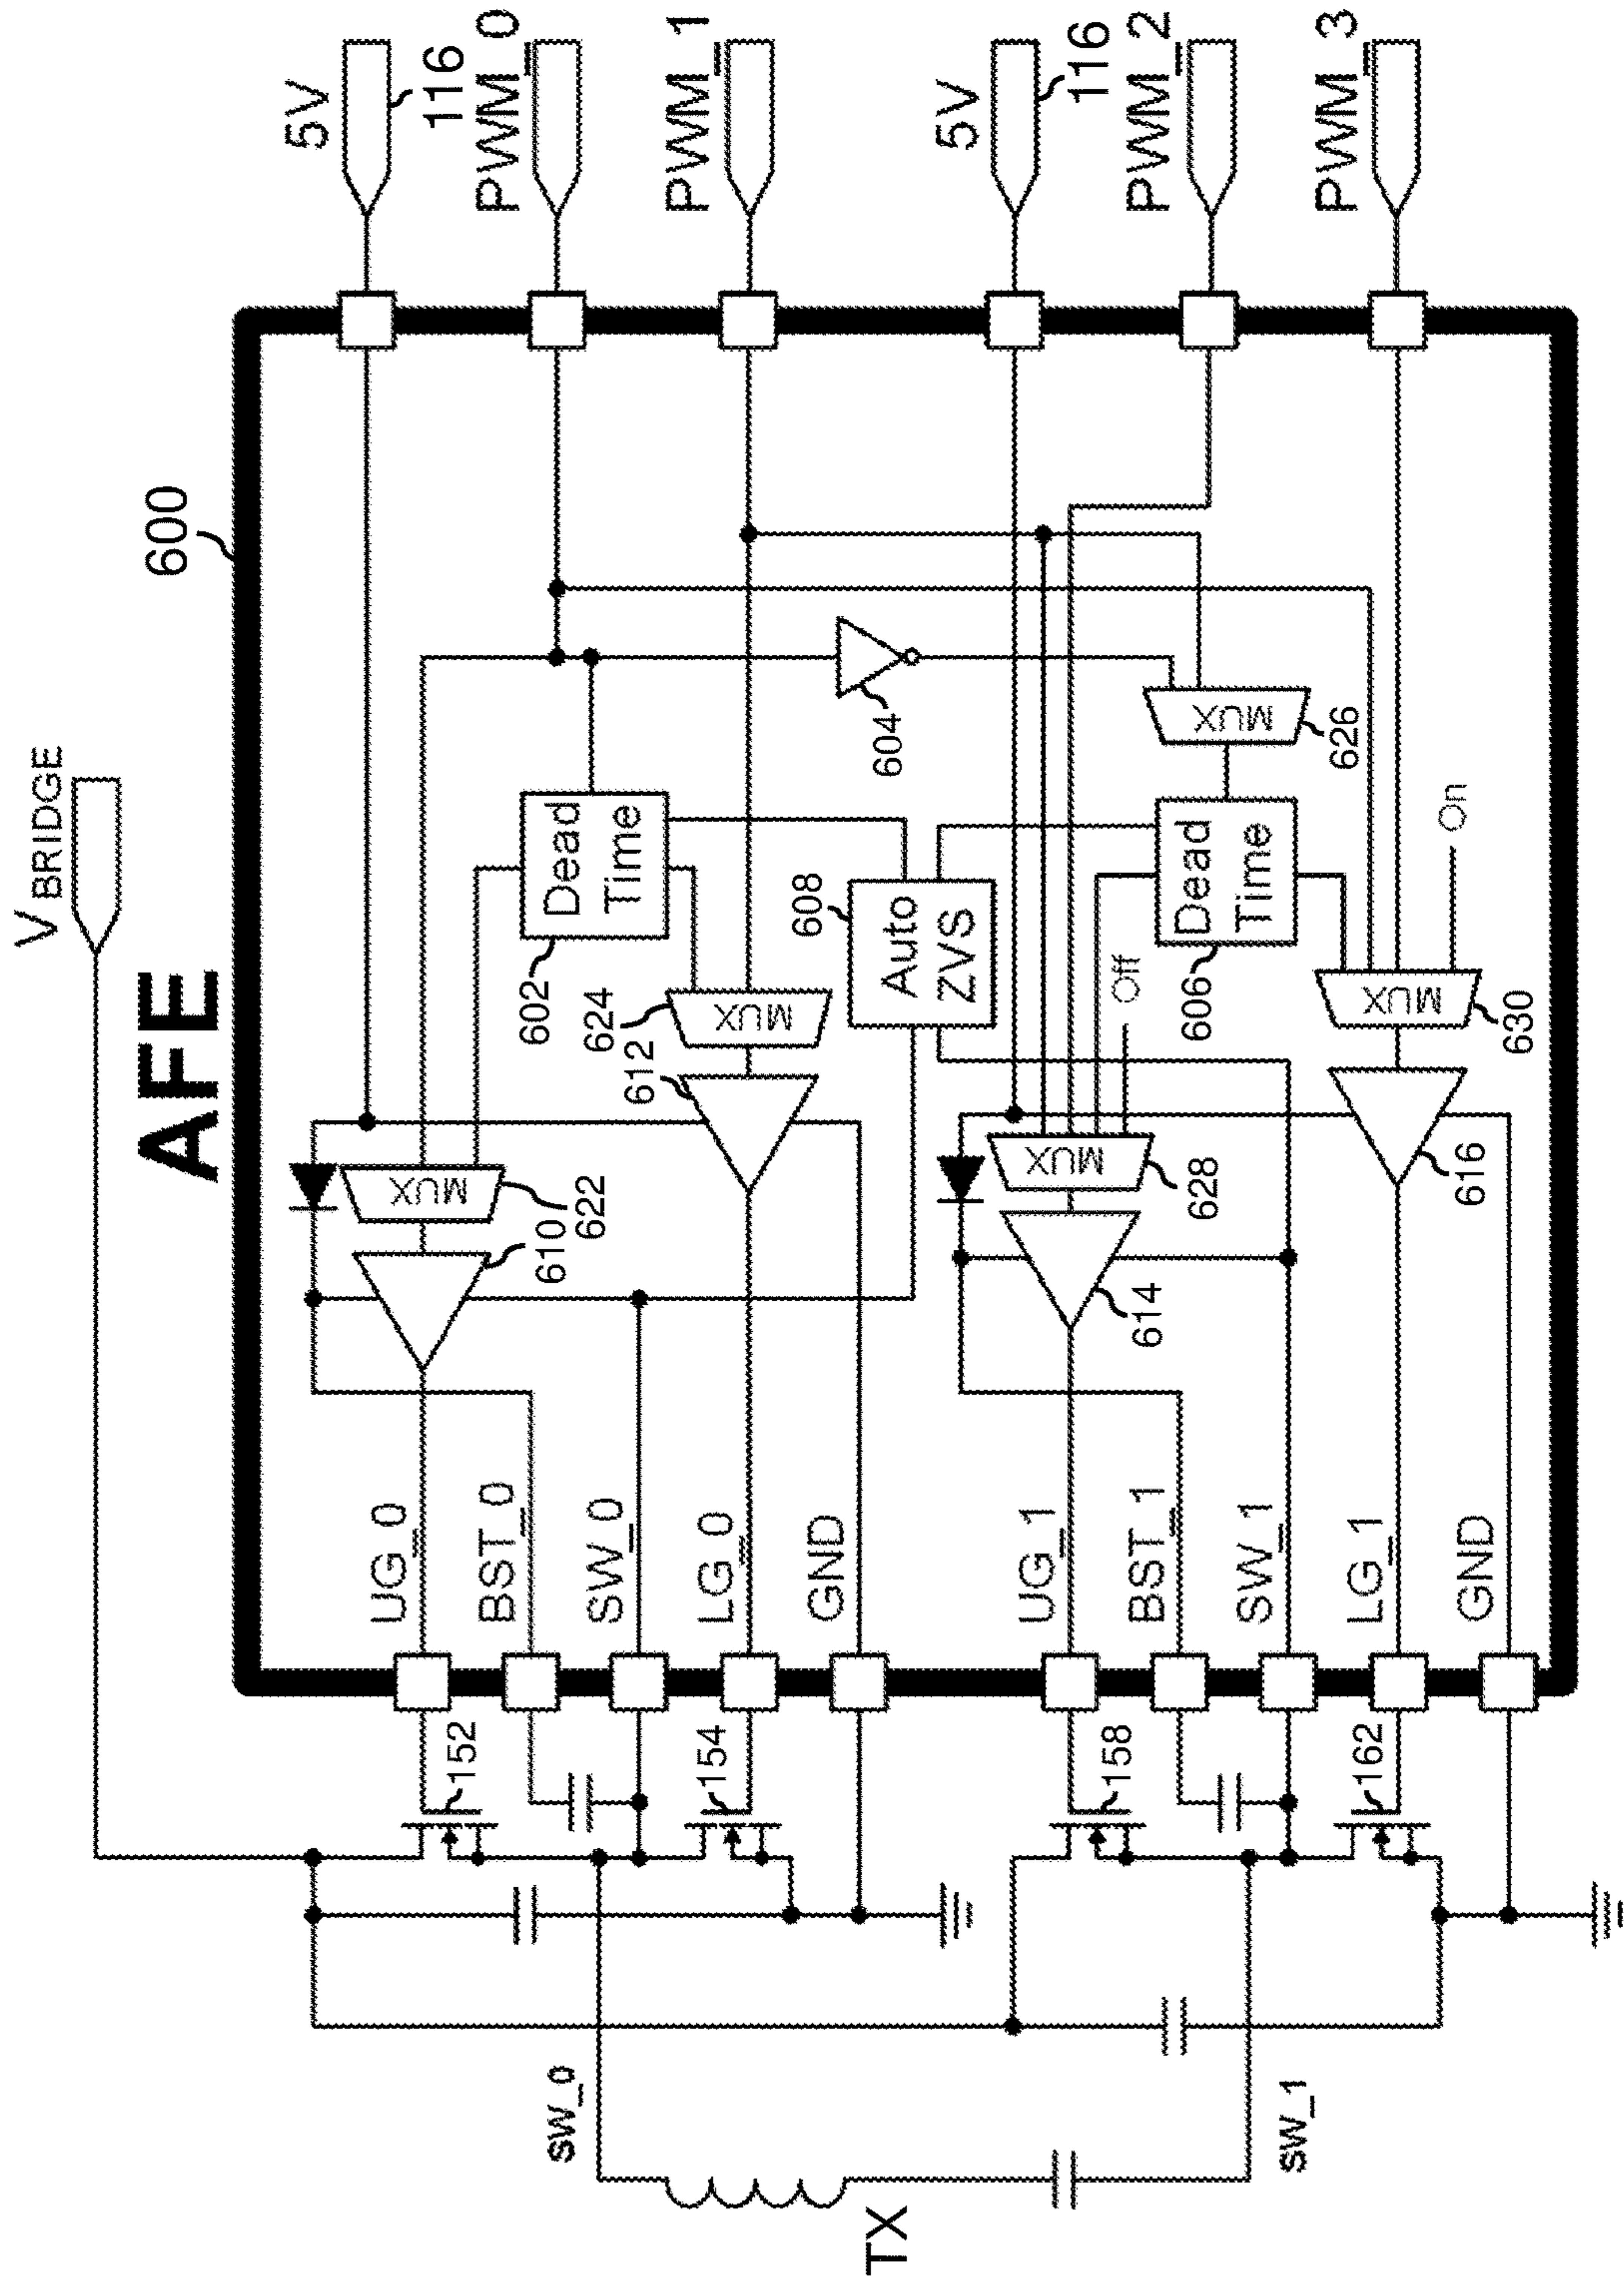 AFE
600
V BRIDGE
5V
116
PWM_0
PWM_1
5V
116
PWM_2
PWM_3
UG_0
BST_0
SW_0
LG_0
GND
UG_1
BST_1
SW_1
LG_1
GND
MUX
622
610
MUX
624
612
Dead
Time
602
604
Auto
ZVS
608
MUX
626
Dead
Time
606
Off
On
MUX
628
614
MUX
630
616
152
154
158
162
SW_0
SW_1
TX